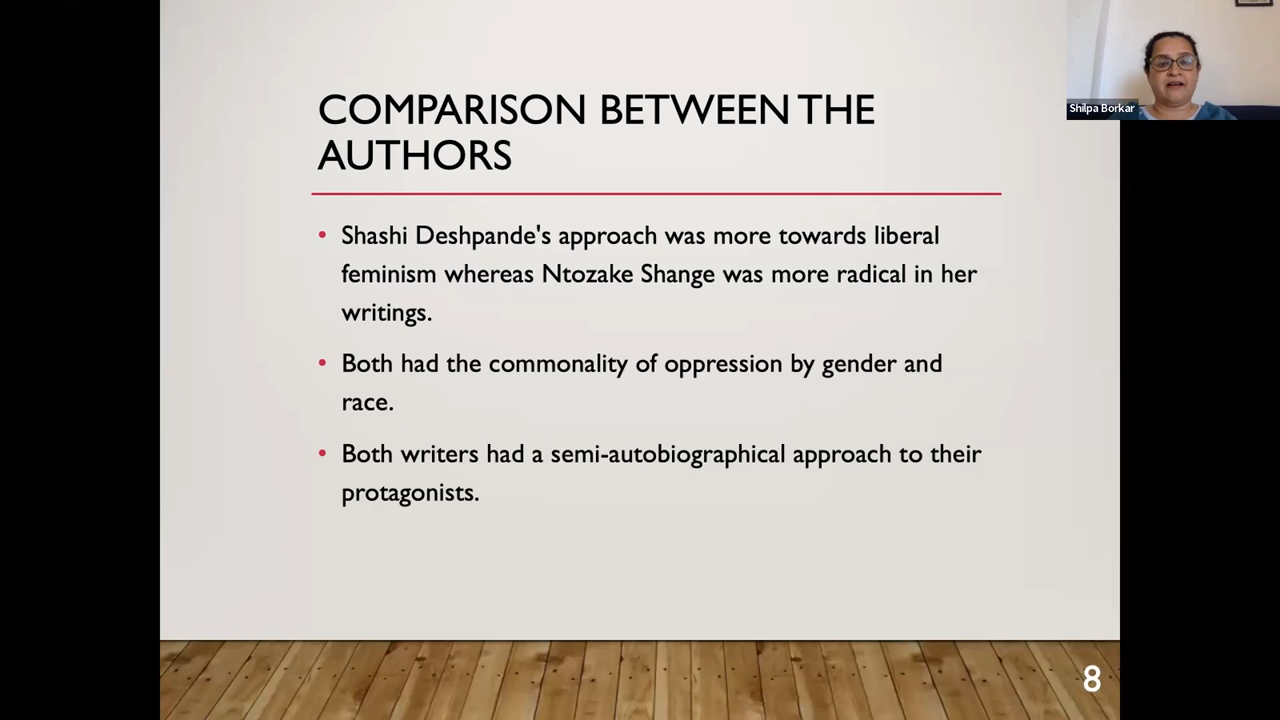 COMPARISON BETWEEN THE
AUTHORS
Shilpa Borkar
• Shashi Deshpande's approach was more towards liberal
feminism whereas Ntozake Shange was more radical in her
writings.
• Both had the commonality of oppression by gender and
race.
• Both writers had a semi-autobiographical approach to their
protagonists.
8